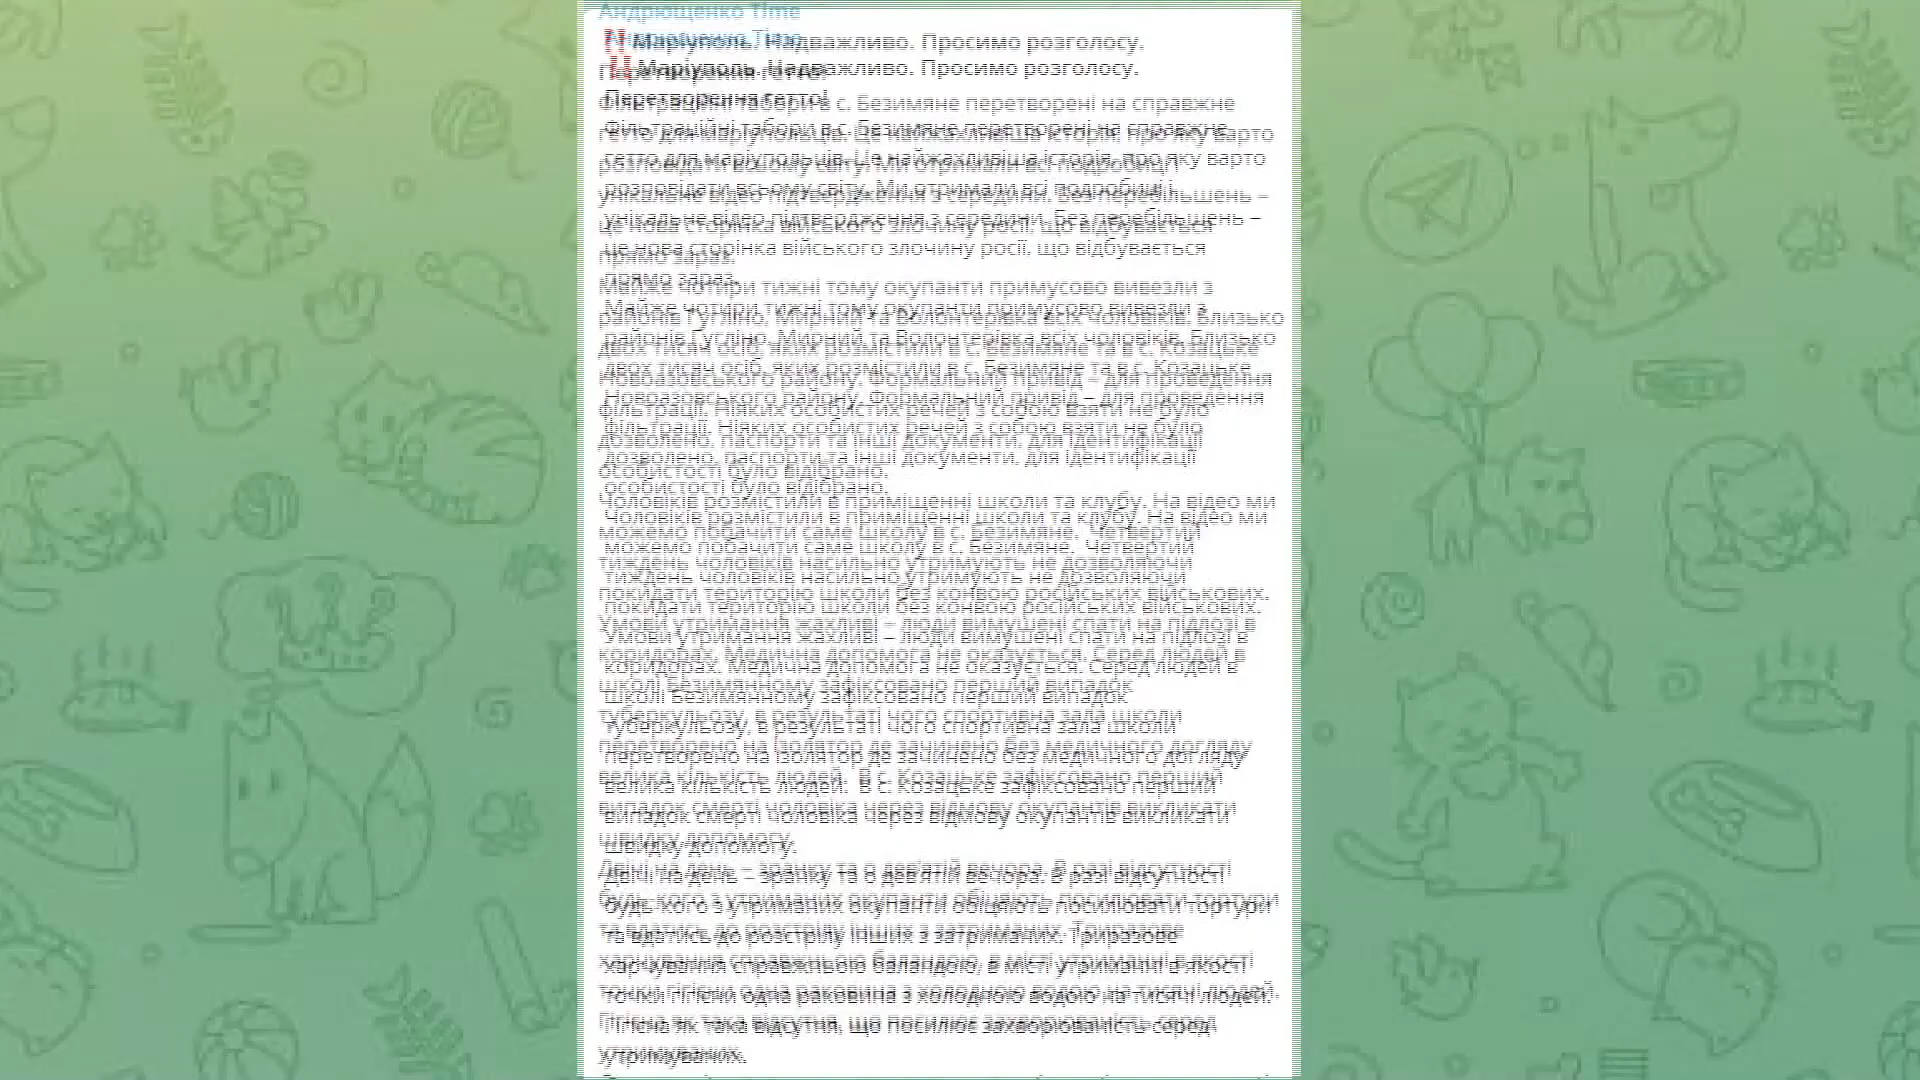 Андрющенко Time
‼ Маріуполь. Надважливо. Просимо розголосу.
Перетворення гетто!
Фільтраційні табори в с. Безимяне перетворені на справжнє
гетто для маріупольців. Це найжахливіша історія, про яку варто
розповідати всьому світу. Ми отримали всі подробиці і
унікальне відео підтвердження з середини. Без перебільшень –
це нова сторінка війського злочину росії, що відбувається
прямо зараз.
Майже чотири тижні тому окупанти примусово вивезли з
районів Гугліно, Мирний та Волонтерівка всіх чоловіків. Близько
двох тисяч осіб, яких розмістили в с. Безимяне та в с. Козацьке
Новоазовського району. Формальний привід – для проведення
фільтрації. Ніяких особистих речей з собою взяти не було
дозволено, паспорти та інші документи, для ідентифікації
особистості було відібрано.
Чоловіків розмістили в приміщенні школи та клубу. На відео ми
можемо побачити саме школу в с. Безимяне. Четвертий
тиждень чоловіків насильно утримують не дозволяючи
покидати територію школи без конвою російських військових.
Умови утримання жахливі – люди вимушені спати на підлозі в
коридорах. Медична допомога не оказується. Серед людей в
школі Безимянному зафіксовано перший випадок
туберкульозу, в результаті чого спортивна зала школи
перетворено на ізолятор де зачинено без медичного догляду
велика кількість людей. В с. Козацьке зафіксовано перший
випадок смерті чоловіка через відмову окупантів викликати
швидку допомогу.
Двічі на день – зранку та о дев'ятій вечора. В разі відсутності
будь кого з утриманих окупанти обіцяють посилювати тортури
та вдатись до розстрілу інших з затриманих. Триразове
харчування справжньою баландою, в місті утриманні в якості
точки гігієни одна раковина з холодною водою на тисячі людей.
Гігієна як така відсутня, що посилює захворюваність серед
утримуваних.